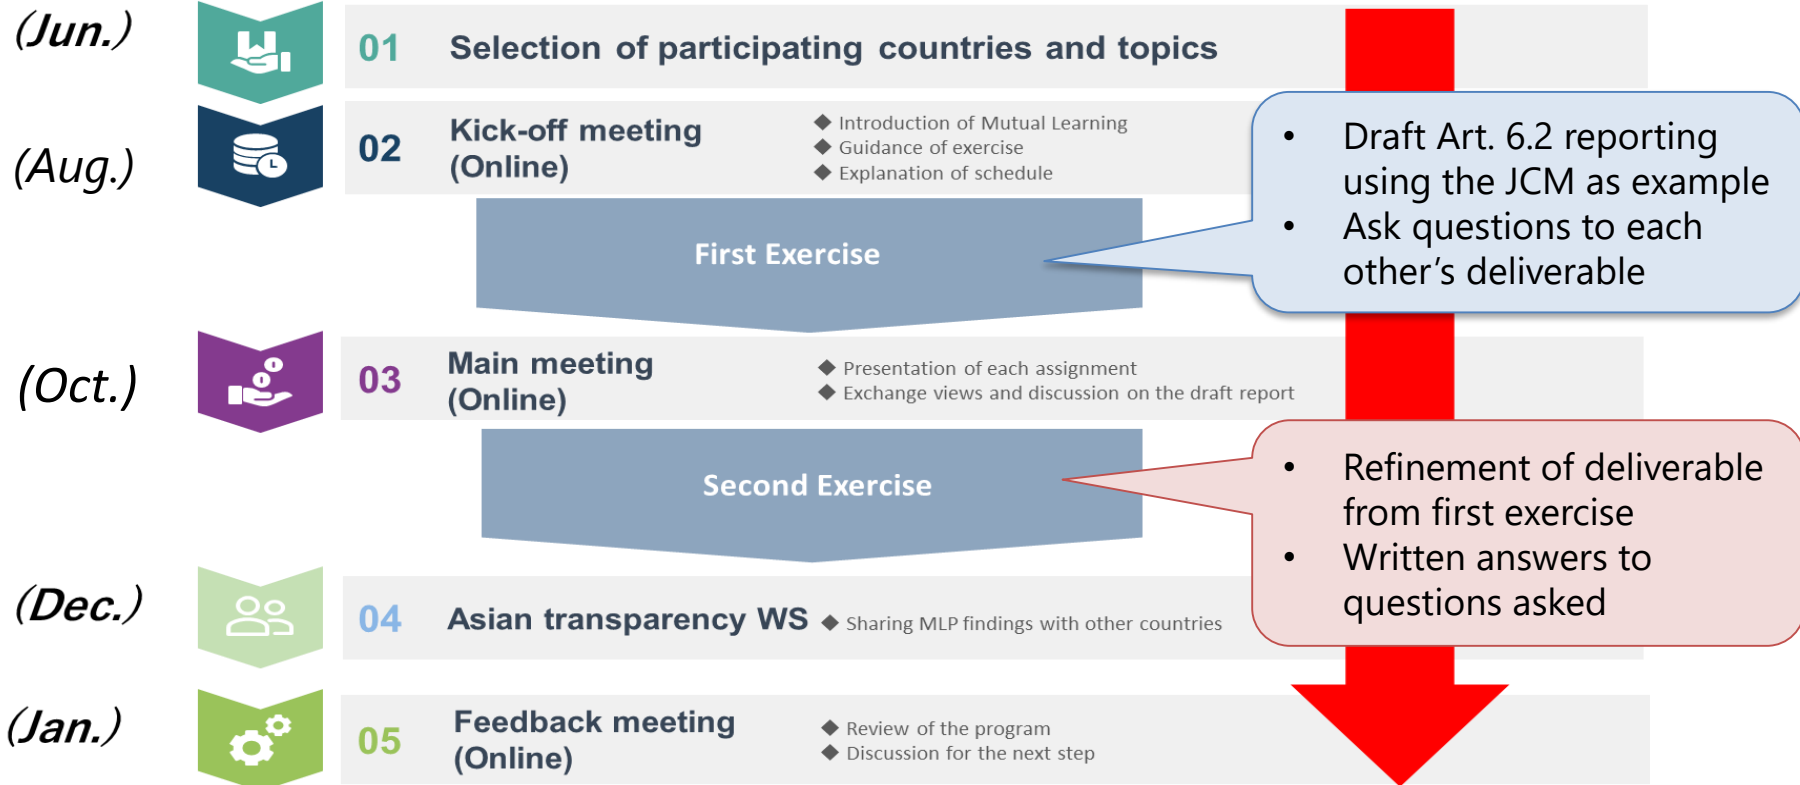 (Jun.)
01
Selection of participating countries and topics
(Aug.)
02
Kick-off meeting
(Online)
◆ Introduction of Mutual Learning
◆ Guidance of exercise
◆ Explanation of schedule
First Exercise
• Draft Art. 6.2 reporting
using the JCM as example
• Ask questions to each
other’s deliverable
(Oct.)
03
Main meeting
(Online)
◆ Presentation of each assignment
◆ Exchange views and discussion on the draft report
Second Exercise
• Refinement of deliverable
from first exercise
• Written answers to
questions asked
(Dec.)
04
Asian transparency WS
◆ Sharing MLP findings with other countries
(Jan.)
05
Feedback meeting
(Online)
◆ Review of the program
◆ Discussion for the next step